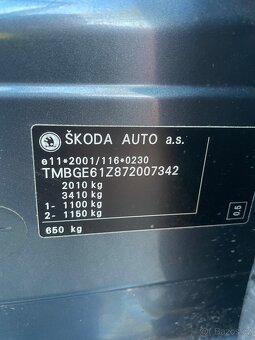 ŠKODA AUTO a.s.
e11*2001/116*0230
TMBGE61Z872007342
2010 kg
3410 kg
1- 1100 kg
2- 1150 kg
650 kg
0.5